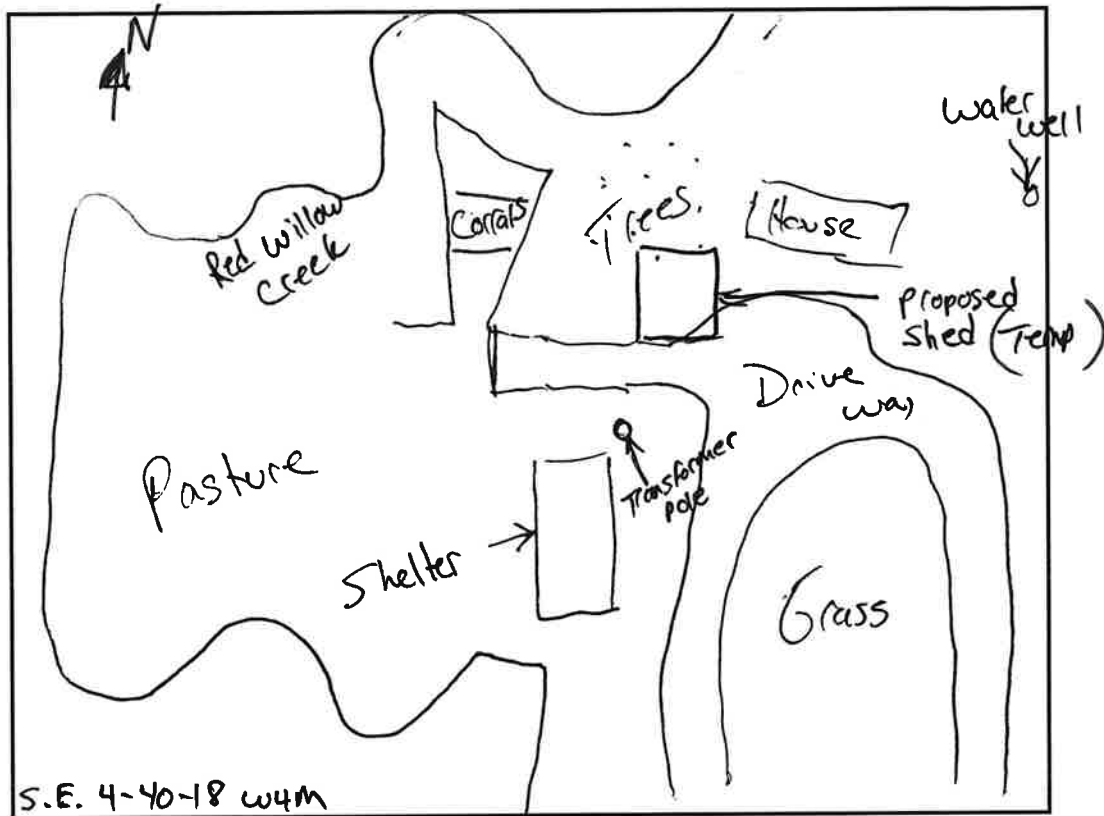 N
Water
well
Corrals
Trees.
House
Red Willow
Creek
proposed
shed (Temp)
Drive
way
Pasture
Transformer
pole
Shelter
Grass
S.E. 4-40-18 W4M